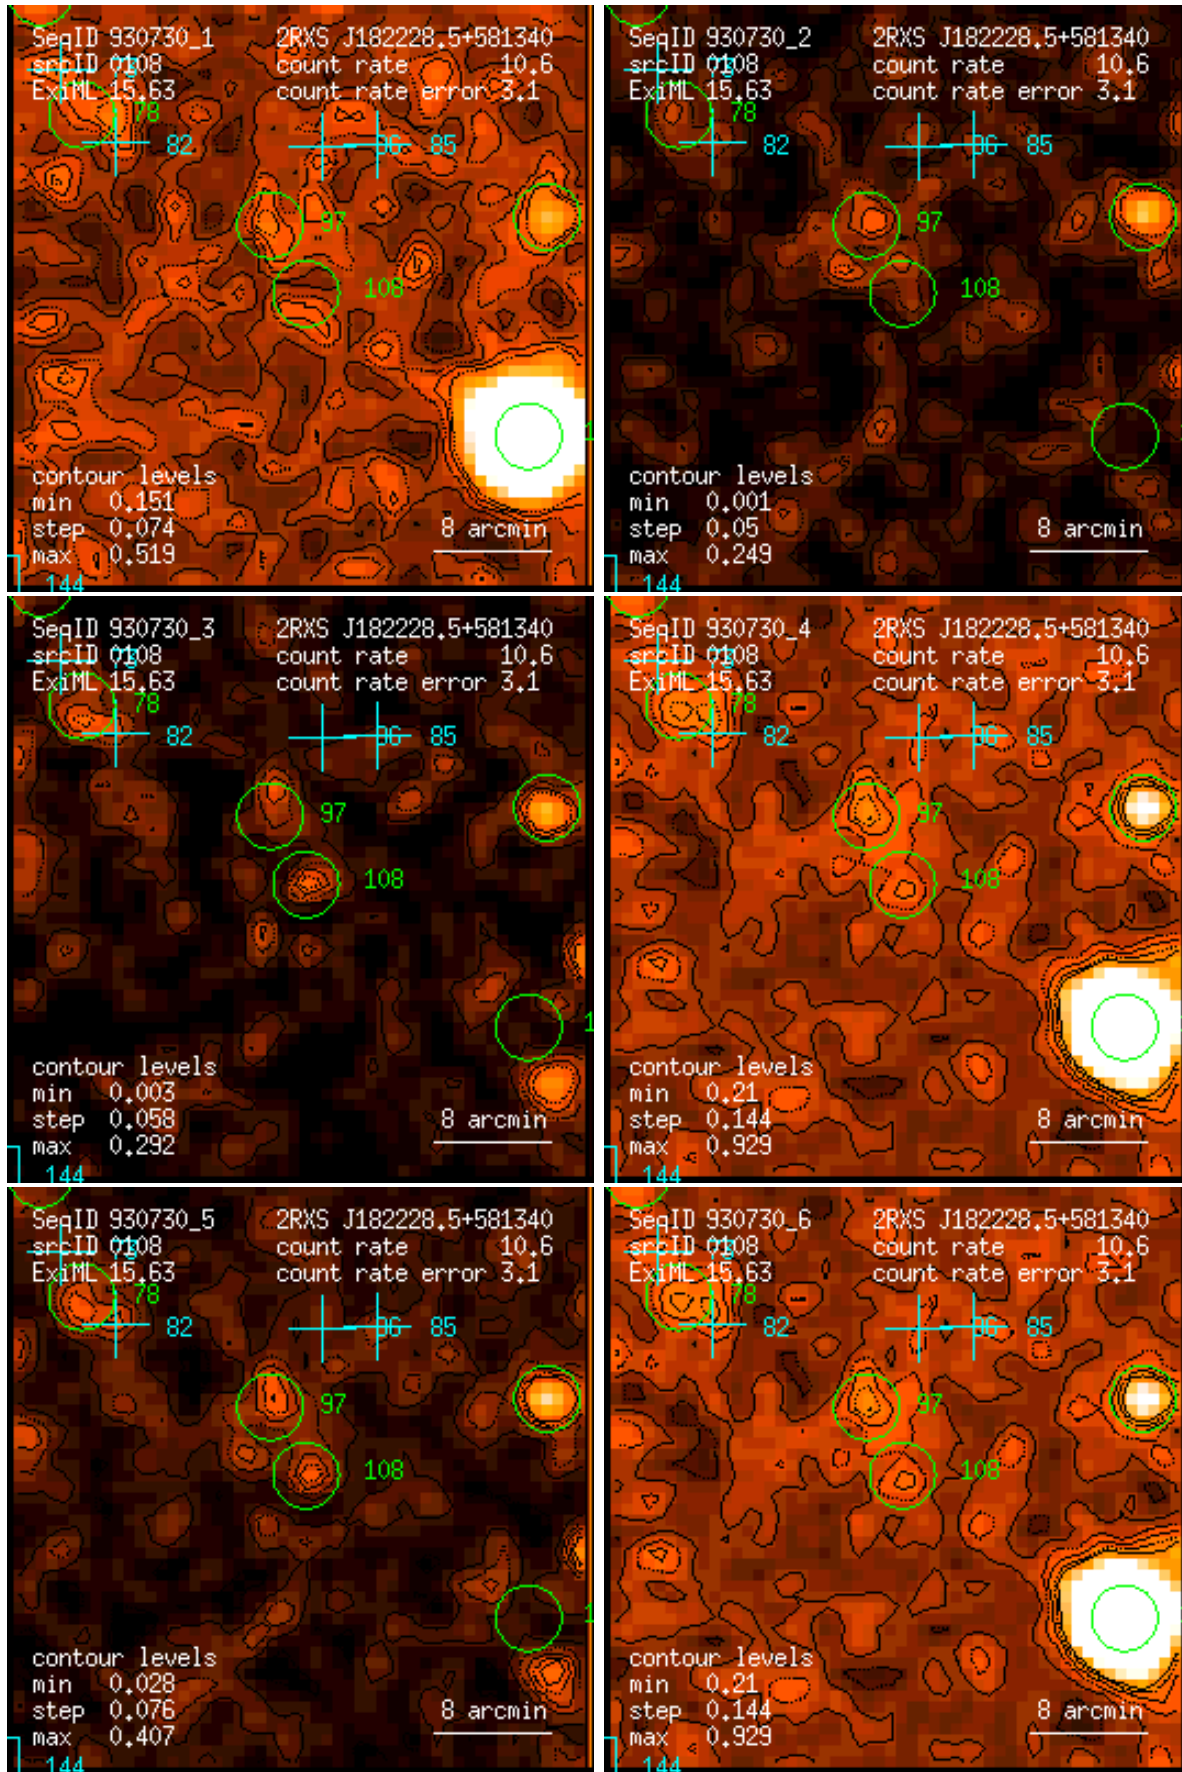 SeqID 930730_1 2RXS J182228.5+581340
srcID 0108 count rate 10.6
ExiML 15.63 count rate error 3.1
78
82 96 85
97
108
1
contour levels
min 0.151
step 0.074
max 0.519
8 arcmin
144
SeqID 930730_2 2RXS J182228.5+581340
srcID 0108 count rate 10.6
ExiML 15.63 count rate error 3.1
78
82 96 85
97
108
contour levels
min 0.001
step 0.05
max 0.249
8 arcmin
144
SeqID 930730_3 2RXS J182228.5+581340
srcID 0108 count rate 10.6
ExiML 15.63 count rate error 3.1
78
82 96 85
97
108
1
contour levels
min 0.003
step 0.058
max 0.292
8 arcmin
144
SeqID 930730_4 2RXS J182228.5+581340
srcID 0108 count rate 10.6
ExiML 15.63 count rate error 3.1
78
82 96 85
97
108
contour levels
min 0.21
step 0.144
max 0.929
8 arcmin
144
SeqID 930730_5 2RXS J182228.5+581340
srcID 0108 count rate 10.6
ExiML 15.63 count rate error 3.1
78
82 96 85
97
108
1
contour levels
min 0.028
step 0.076
max 0.407
8 arcmin
144
SeqID 930730_6 2RXS J182228.5+581340
srcID 0108 count rate 10.6
ExiML 15.63 count rate error 3.1
78
82 96 85
97
108
contour levels
min 0.21
step 0.144
max 0.929
8 arcmin
144